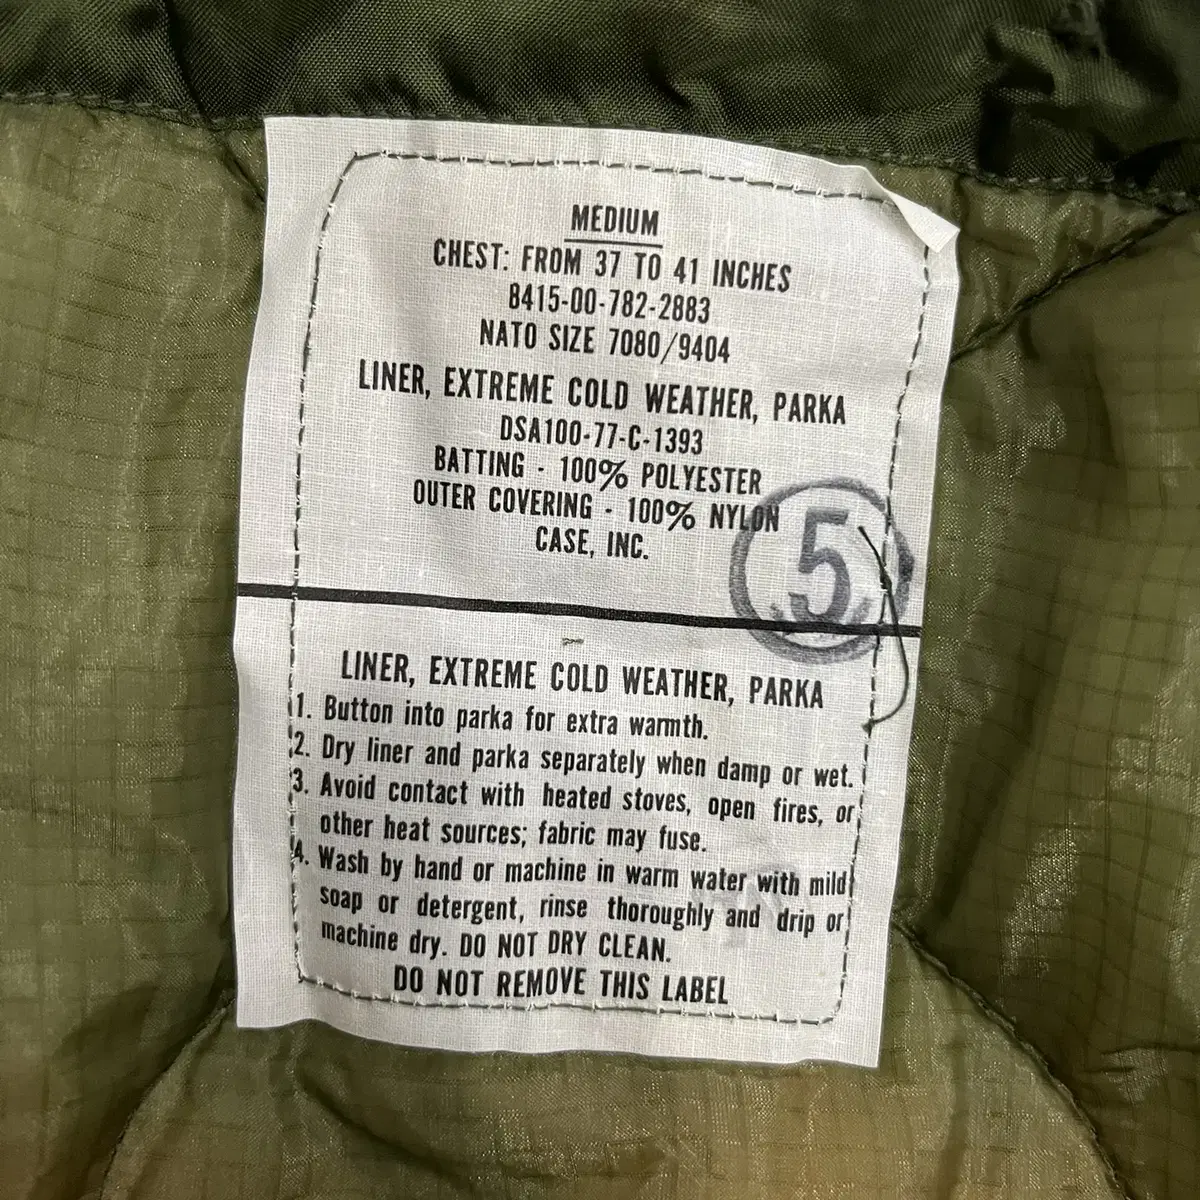 MEDIUM
CHEST: FROM 37 TO 41 INCHES
8415-00-782-2883
NATO SIZE 7080/9404
LINER, EXTREME COLD WEATHER, PARKA
DSA100-77-C-1393
BATTING - 100% POLYESTER
OUTER COVERING - 100% NYLON
CASE, INC.
5
LINER, EXTREME COLD WEATHER, PARKA
1. Button into parka for extra warmth.
2. Dry liner and parka separately when damp or wet.
3. Avoid contact with heated stoves, open fires, or
other heat sources; fabric may fuse.
4. Wash by hand or machine in warm water with mild
soap or detergent, rinse thoroughly and drip or
machine dry. DO NOT DRY CLEAN.
DO NOT REMOVE THIS LABEL